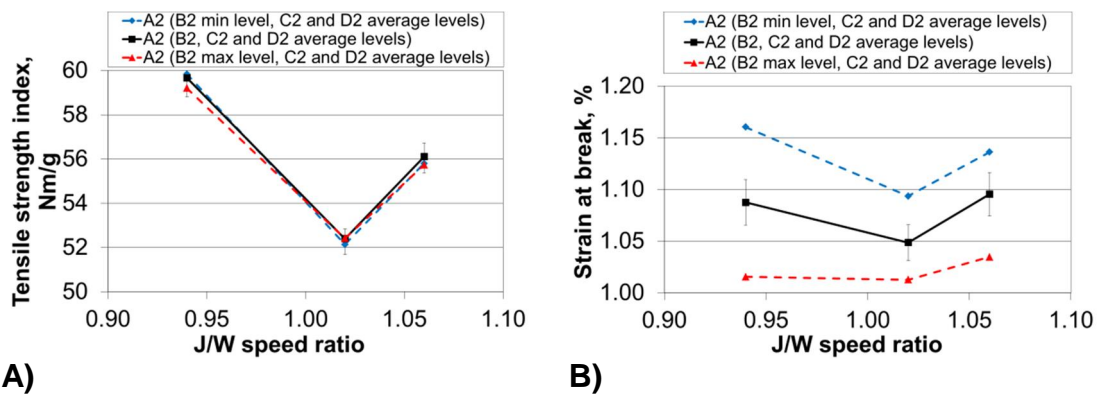 A2 (B2 min level, C2 and D2 average levels)
A2 (B2, C2 and D2 average levels)
A2 (B2 max level, C2 and D2 average levels)
Tensile strength index,
Nm/g
60
58
56
54
52
50
0.90
0.95
1.00
1.05
1.10
J/W speed ratio
A)
A2 (B2 min level, C2 and D2 average levels)
A2 (B2, C2 and D2 average levels)
A2 (B2 max level, C2 and D2 average levels)
Strain at break, %
1.20
1.15
1.10
1.05
1.00
0.90
0.95
1.00
1.05
1.10
J/W speed ratio
B)